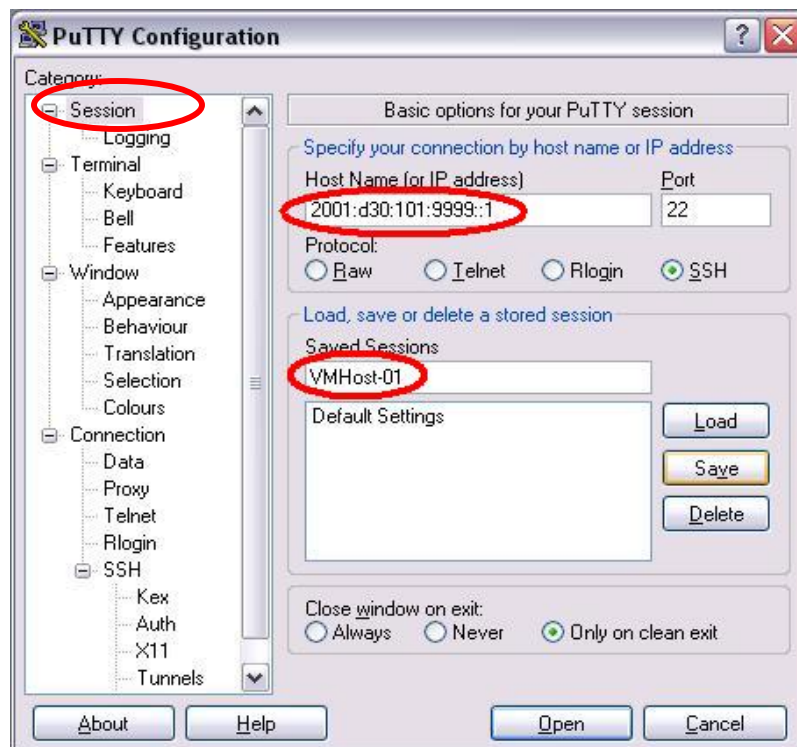 PuTTY Configuration
?
Category:
Session
Logging
Terminal
Keyboard
Bell
Features
Window
Appearance
Behaviour
Translation
Selection
Colours
Connection
Data
Proxy
Telnet
Rlogin
SSH
Kex
Auth
X11
Tunnels
Basic options for your PuTTY session
Specify your connection by host name or IP address
Host Name (or IP address) Port
2001:d30:101:9999::1 22
Protocol:
Raw Telnet Rlogin SSH
Load, save or delete a stored session
Saved Sessions
VMHost-01
Default Settings
Load
Save
Delete
Close window on exit:
Always Never Only on clean exit
About Help Open Cancel